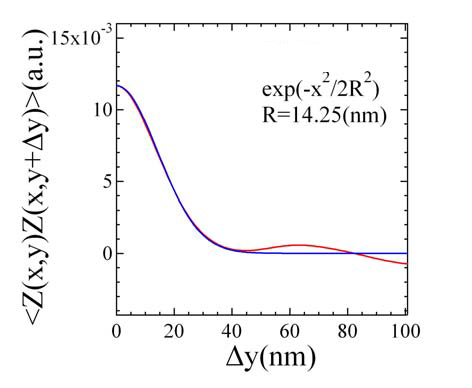 15x10⁻³
10
5
0
<Z(x,y)Z(x,y+Δy)>(a.u.)
exp(-x²/2R²)
R=14.25(nm)
0 20 40 60 80 100
Δy(nm)